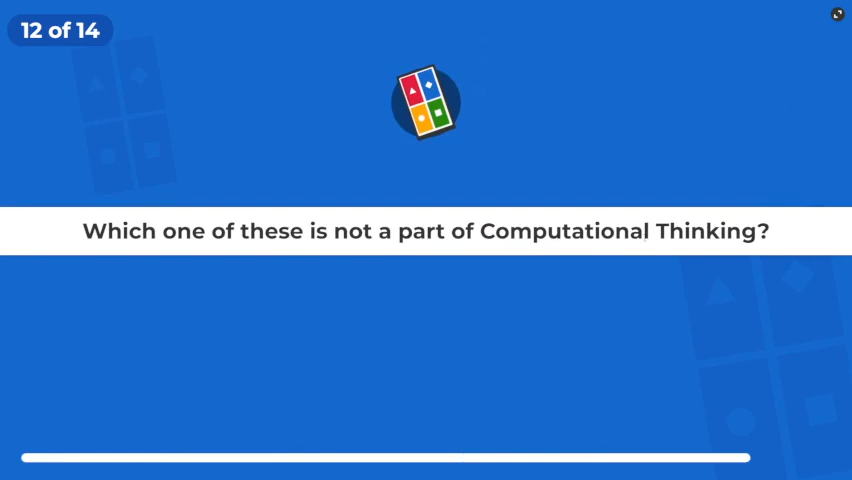 12 of 14
Which one of these is not a part of Computational Thinking?